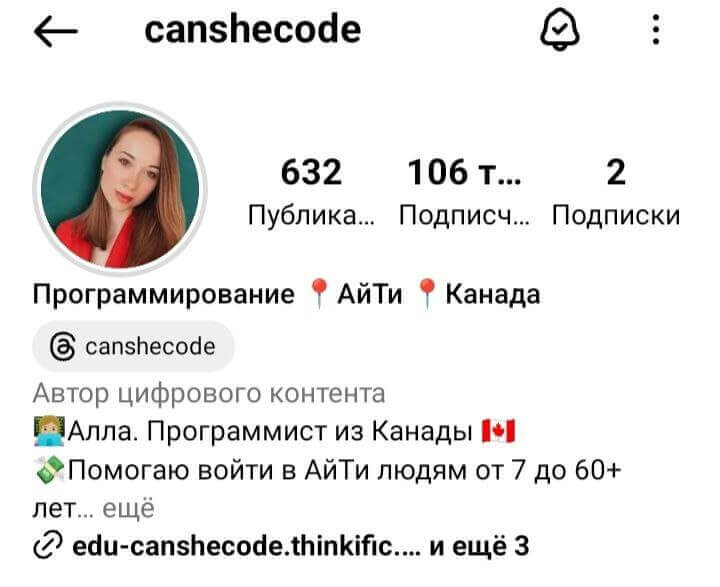 canshecode
632 106 т... 2
Публика... Подписч... Подписки
Программирование 📍АйТи 📍Канада
canshecode
Автор цифрового контента
👩🏼‍💻Алла. Программист из Канады 🇨🇦
💸Помогаю войти в АйТи людям от 7 до 60+
лет... ещё
edu-canshecode.thinkific.... и ещё 3